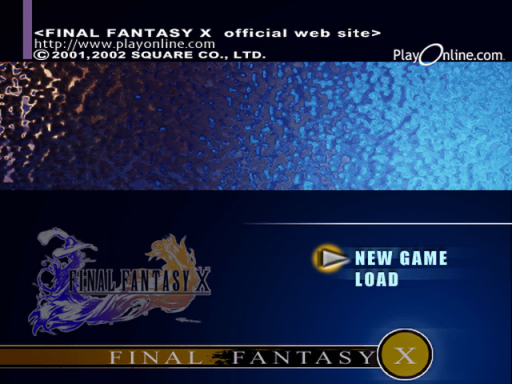 <FINAL FANTASY X official web site>
http://www.playonline.com
©2001,2002 SQUARE CO., LTD.
PlayOnline.com
FINAL FANTASY X
NEW GAME
LOAD
FINAL FANTASY X